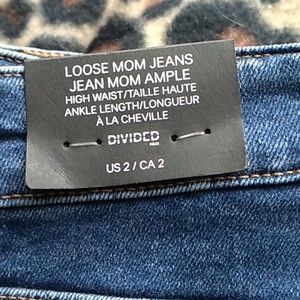 LOOSE MOM JEANS
JEAN MOM AMPLE
HIGH WAIST/TAILLE HAUTE
ANKLE LENGTH/LONGUEUR
À LA CHEVILLE
DIVIDED
H&M
US 2 / CA 2